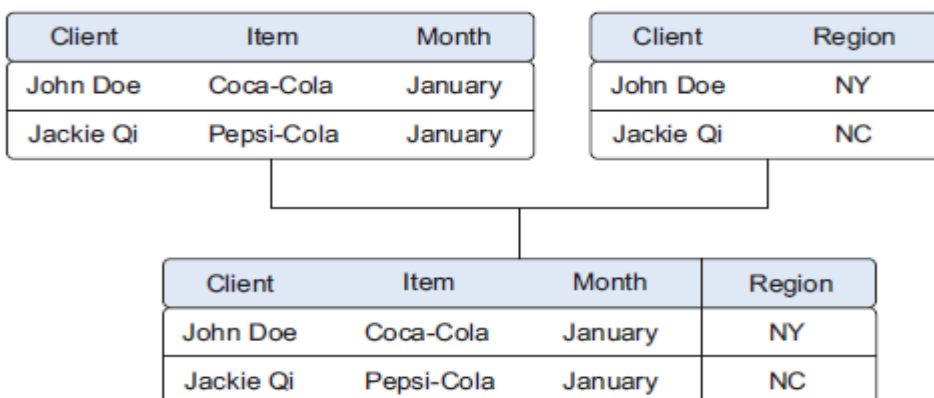 Client Item Month
John Doe Coca-Cola January
Jackie Qi Pepsi-Cola January
Client Region
John Doe NY
Jackie Qi NC
Client Item Month Region
John Doe Coca-Cola January NY
Jackie Qi Pepsi-Cola January NC